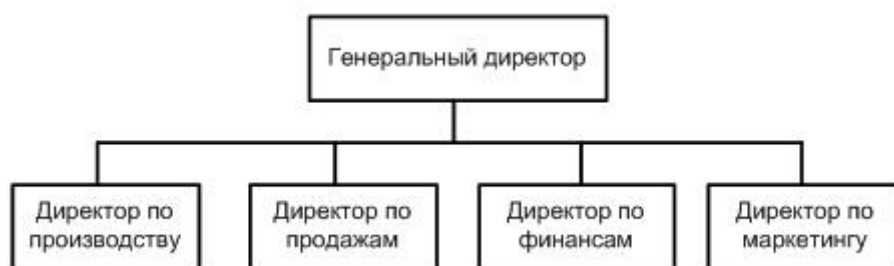 Генеральный директор
Директор по
производству
Директор по
продажам
Директор по
финансам
Директор по
маркетингу